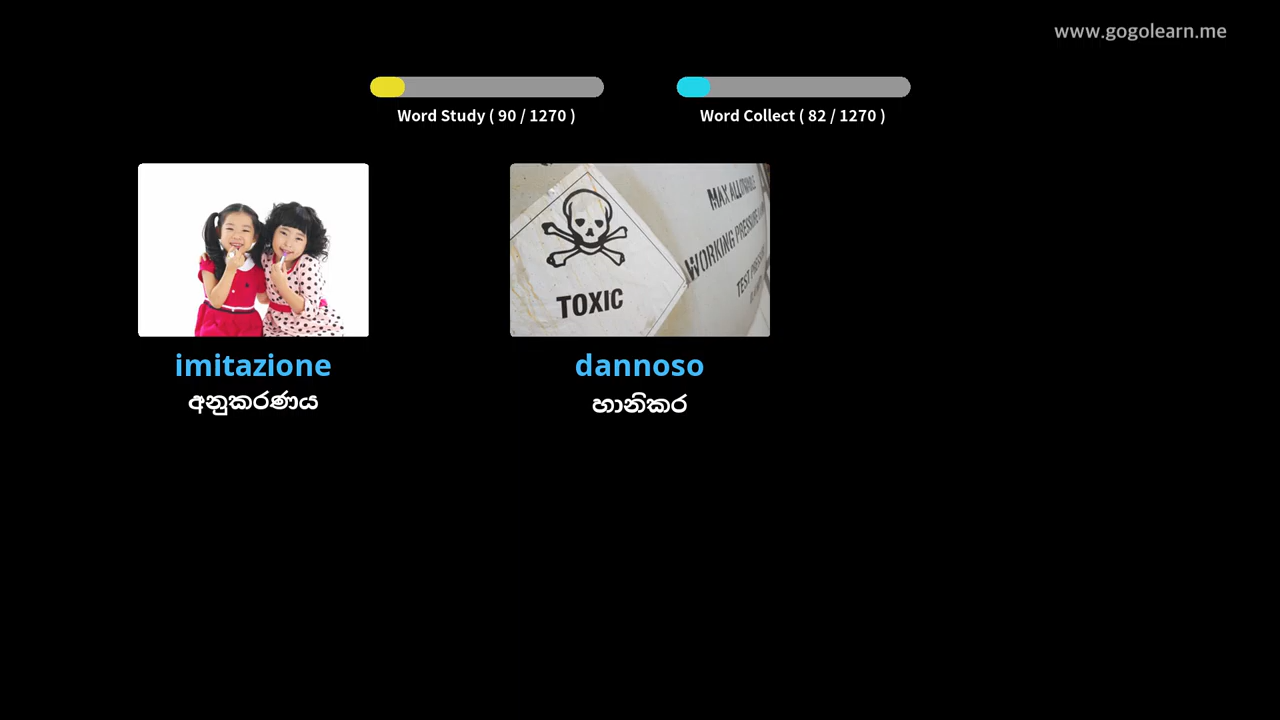 www.gogolearn.me
Word Study ( 90 / 1270 )
Word Collect ( 82 / 1270 )
TOXIC
MAX ALLOWABLE
WORKING PRESSURE
TEST
imitazione
අනුකරණය
dannoso
හානිකර